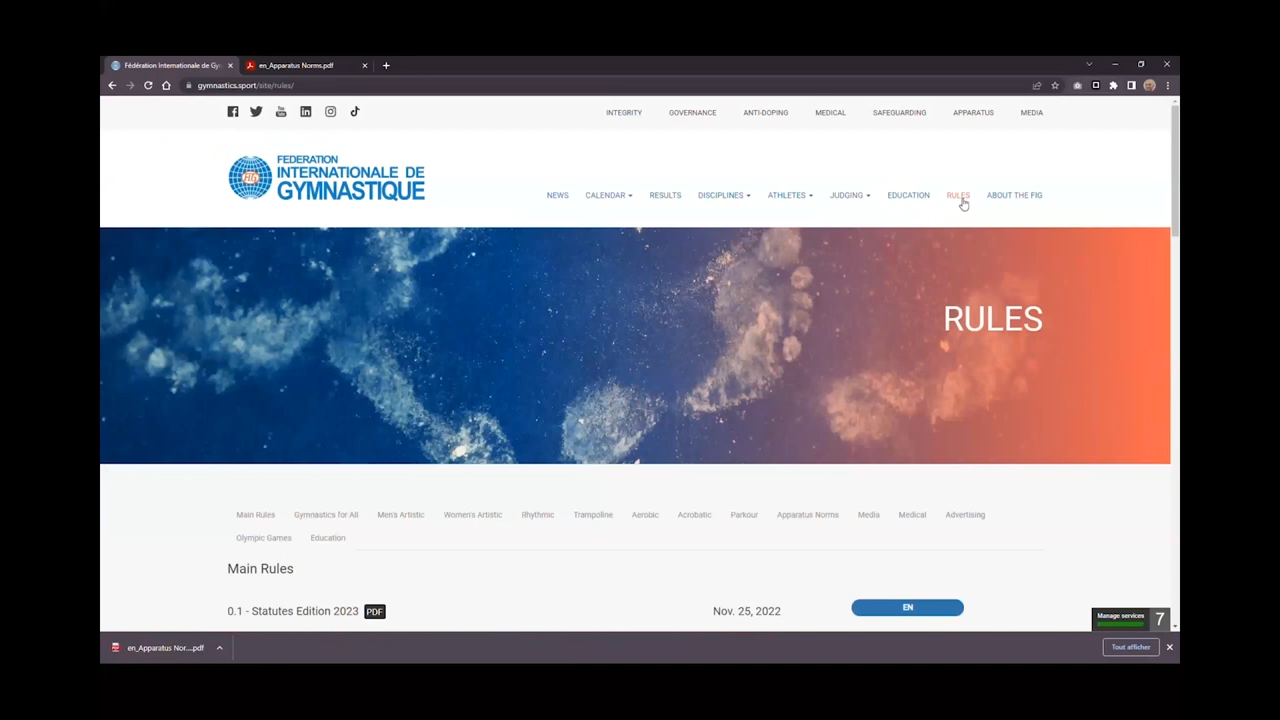 Fédération Internationale de Gy
en_Apparatus Norms.pdf
gymnastics.sport/site/rules/
INTEGRITY GOVERNANCE ANTI-DOPING MEDICAL SAFEGUARDING APPARATUS MEDIA
FIG
FEDERATION
INTERNATIONALE DE
GYMNASTIQUE
NEWS CALENDAR RESULTS DISCIPLINES ATHLETES JUDGING EDUCATION RULES ABOUT THE FIG
RULES
Main Rules Gymnastics for All Men's Artistic Women's Artistic Rhythmic Trampoline Aerobic Acrobatic Parkour Apparatus Norms Media Medical Advertising
Olympic Games Education
Main Rules
0.1 - Statutes Edition 2023 PDF Nov. 25, 2022 EN
Manage services 7
en_Apparatus Nor....pdf
Tout afficher